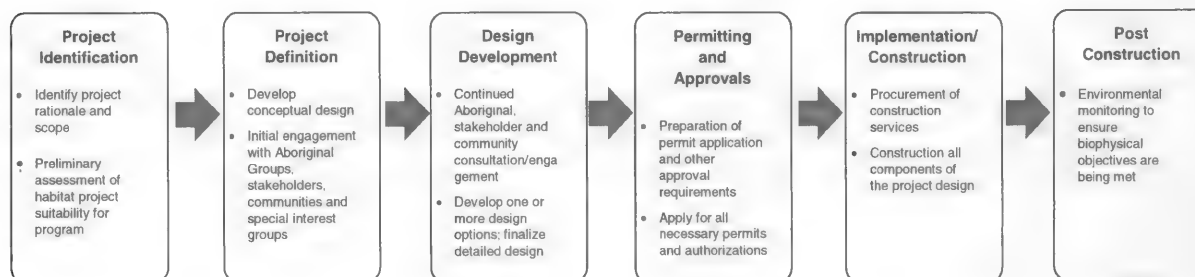 Project
Identification
• Identify project
rationale and
scope
• Preliminary
assessment of
habitat project
suitability for
program
Project
Definition
• Develop
conceptual design
• Initial engagement
with Aboriginal
Groups,
stakeholders,
communities and
special interest
groups
Design
Development
• Continued
Aboriginal,
stakeholder and
community
consultation/enga
gement
• Develop one or
more design
options; finalize
detailed design
Permitting
and
Approvals
• Preparation of
permit application
and other
approval
requirements
• Apply for all
necessary permits
and authorizations
Implementation/
Construction
• Procurement of
construction
services
• Construction all
components of
the project design
Post
Construction
• Environmental
monitoring to
ensure
biophysical
objectives are
being met